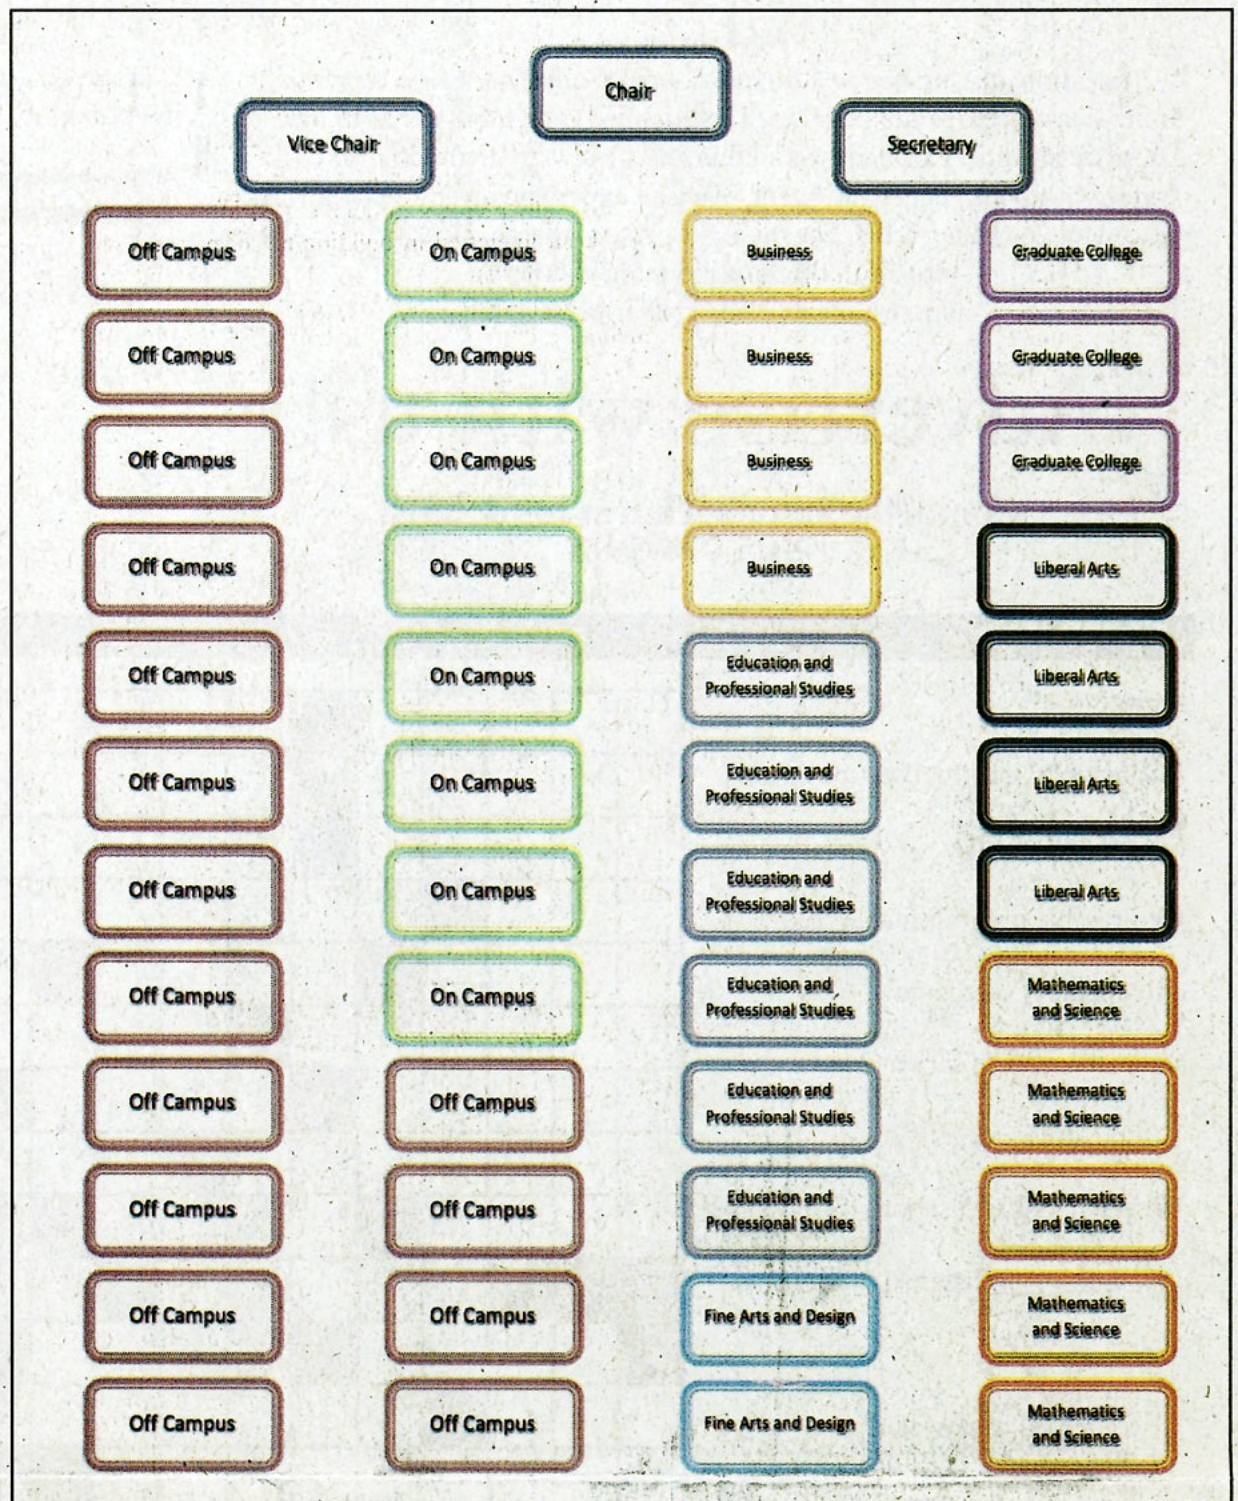 Chair
Vice Chair
Secretary
Off Campus
On Campus
Business
Graduate College
Off Campus
On Campus
Business
Graduate College
Off Campus
On Campus
Business
Graduate College
Off Campus
On Campus
Business
Liberal Arts
Off Campus
On Campus
Education and
Professional Studies
Liberal Arts
Off Campus
On Campus
Education and
Professional Studies
Liberal Arts
Off Campus
On Campus
Education and
Professional Studies
Liberal Arts
Off Campus
On Campus
Education and
Professional Studies
Mathematics
and Science
Off Campus
Off Campus
Education and
Professional Studies
Mathematics
and Science
Off Campus
Off Campus
Education and
Professional Studies
Mathematics
and Science
Off Campus
Off Campus
Fine Arts and Design
Mathematics
and Science
Off Campus
Off Campus
Fine Arts and Design
Mathematics
and Science